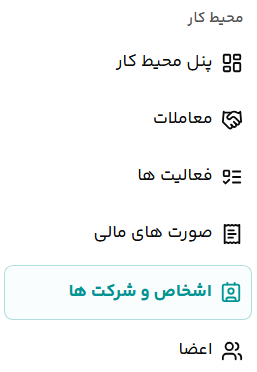 محیط کار
پنل محیط کار
معاملات
فعالیت ها
صورت های مالی
اشخاص و شرکت ها
اعضا